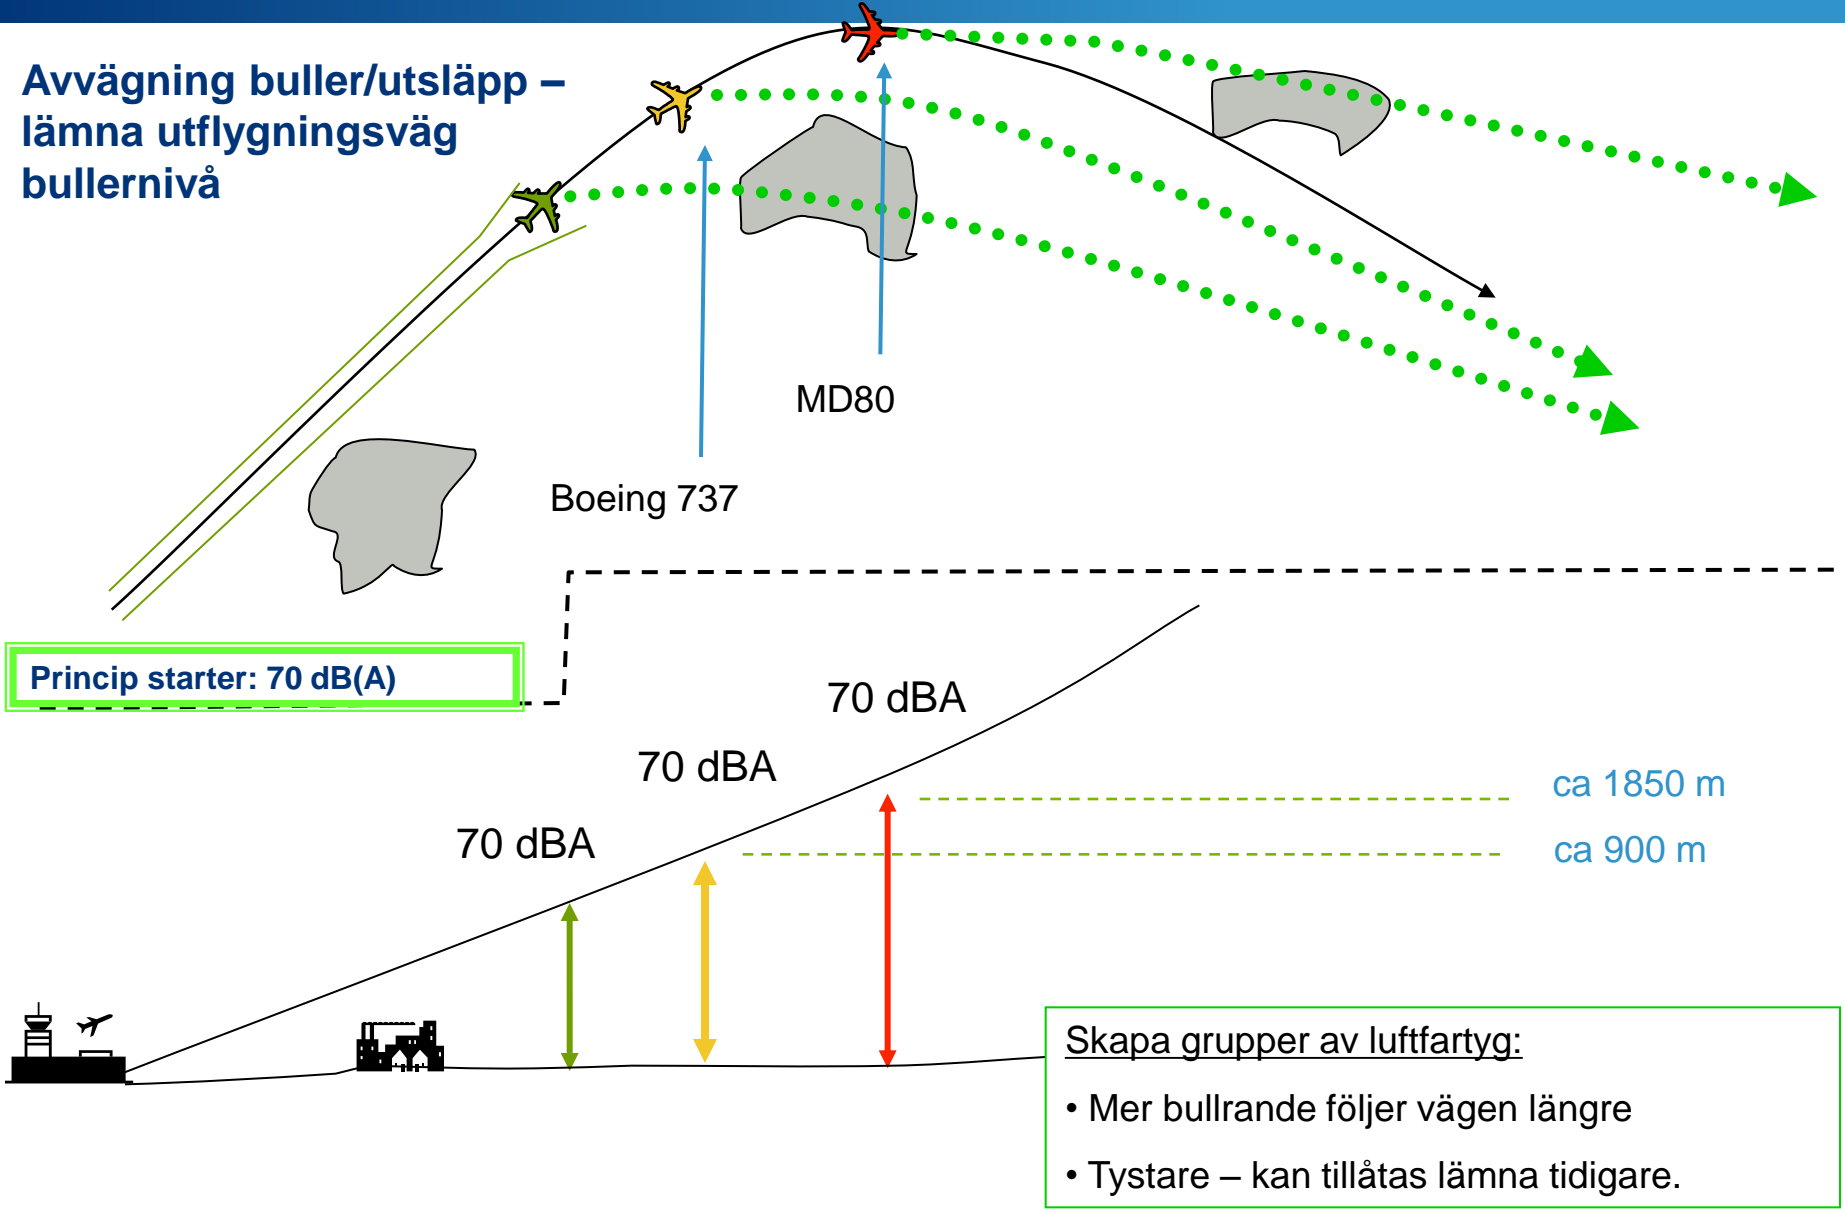 Avvägning buller/utsläpp –
lämna utflygningsväg
bullernivå
MD80
Boeing 737
Princip starter: 70 dB(A)
70 dBA
70 dBA
70 dBA
ca 1850 m
ca 900 m
Skapa grupper av luftfartyg:
• Mer bullrande följer vägen längre
• Tystare – kan tillåtas lämna tidigare.